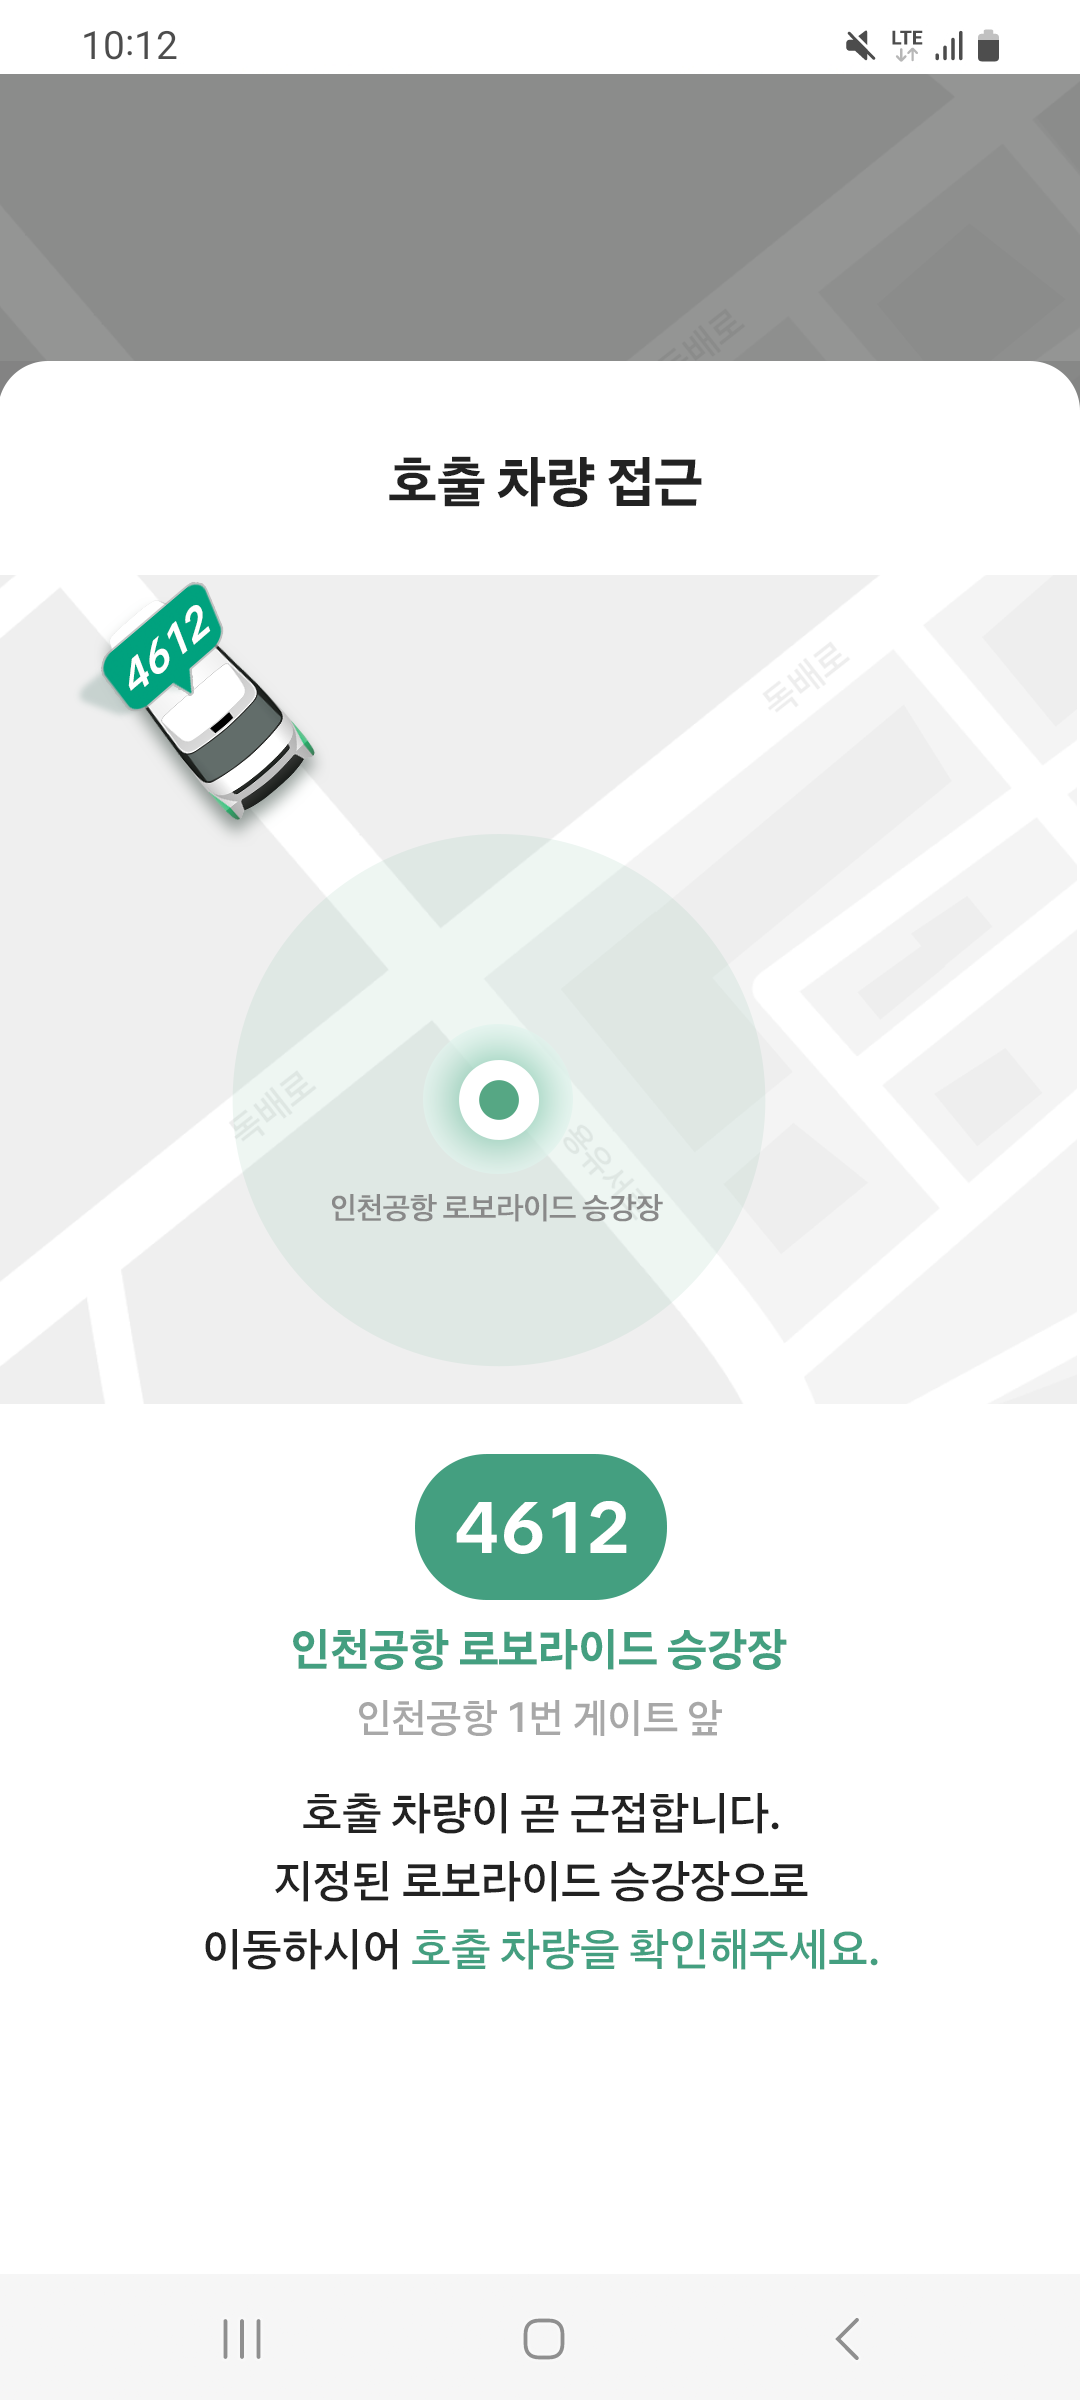 10:12
LTE
독배로
호출 차량 접근
4612
독배로
독배로
용유서
인천공항 로보라이드 승강장
4612
인천공항 로보라이드 승강장
인천공항 1번 게이트 앞
호출 차량이 곧 근접합니다.
지정된 로보라이드 승강장으로
이동하시어 호출 차량을 확인해주세요.